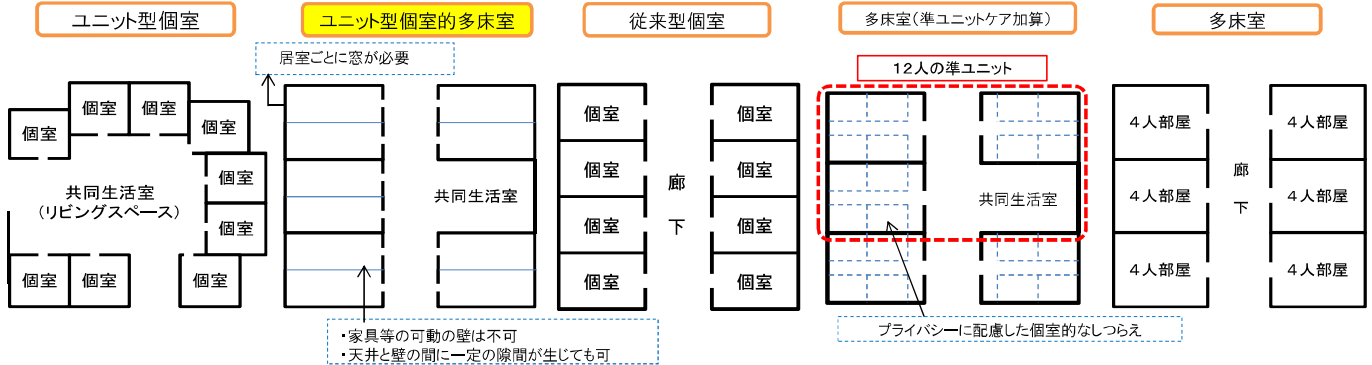 ユニット型個室
ユニット型個室的多床室
従来型個室
多床室(準ユニットケア加算)
多床室
個室
個室
個室
個室
個室
個室
共同生活室
(リビングスペース)
個室
個室
個室
居室ごとに窓が必要
共同生活室
・家具等の可動の壁は不可
・天井と壁の間に一定の隙間が生じても可
個室
個室
個室
個室
廊
下
個室
個室
個室
個室
12人の準ユニット
共同生活室
プライバシーに配慮した個室的なしつらえ
4人部屋
4人部屋
4人部屋
廊
下
4人部屋
4人部屋
4人部屋